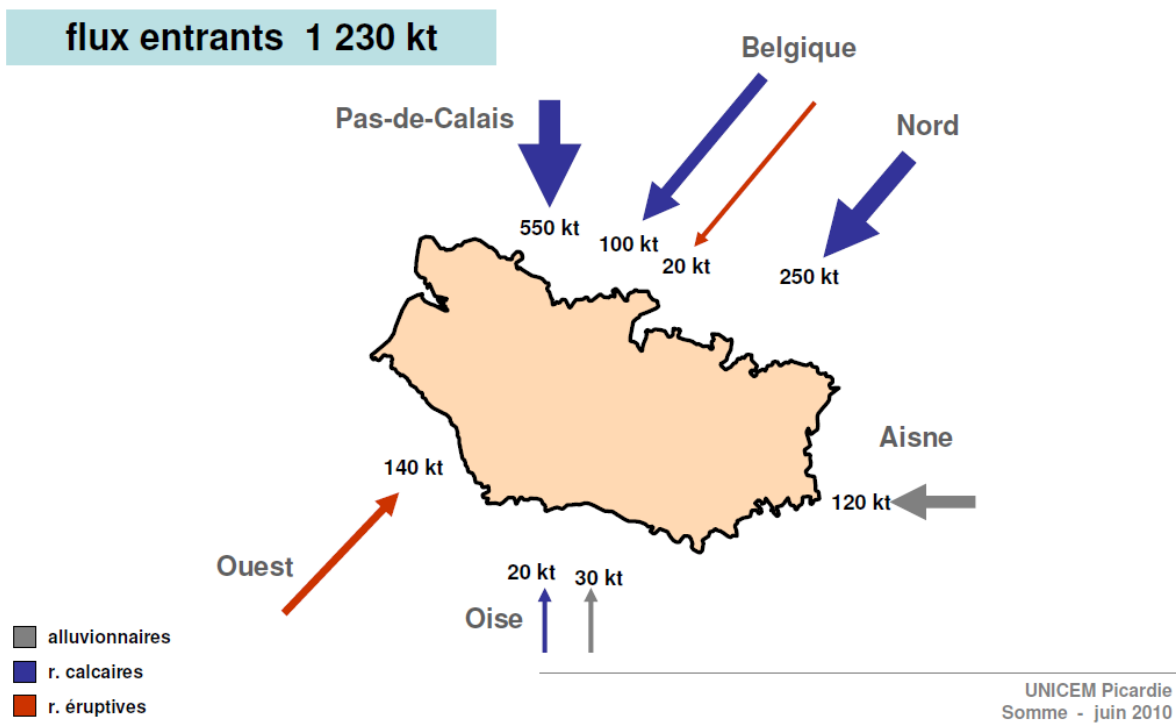 flux entrants 1 230 kt
Belgique
Pas-de-Calais
Nord
550 kt
100 kt
20 kt
250 kt
Aisne
140 kt
120 kt
Ouest
20 kt
30 kt
Oise
alluvionnaires
r. calcaires
r. éruptives
UNICEM Picardie
Somme - juin 2010